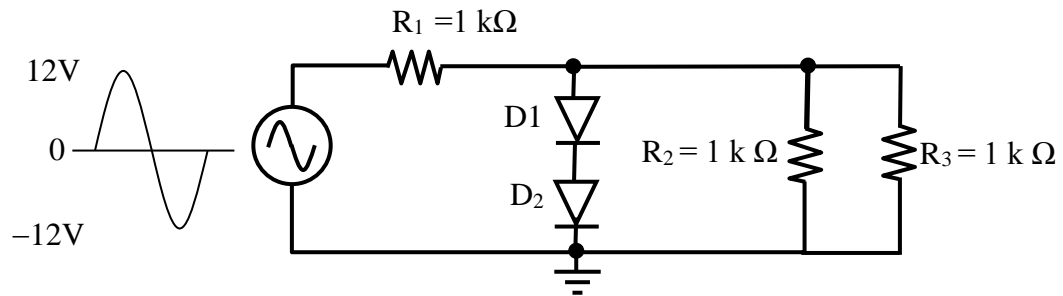 R₁ =1 kΩ
12V
D1
0
R₂ = 1 k Ω
R₃ = 1 k Ω
D₂
−12V